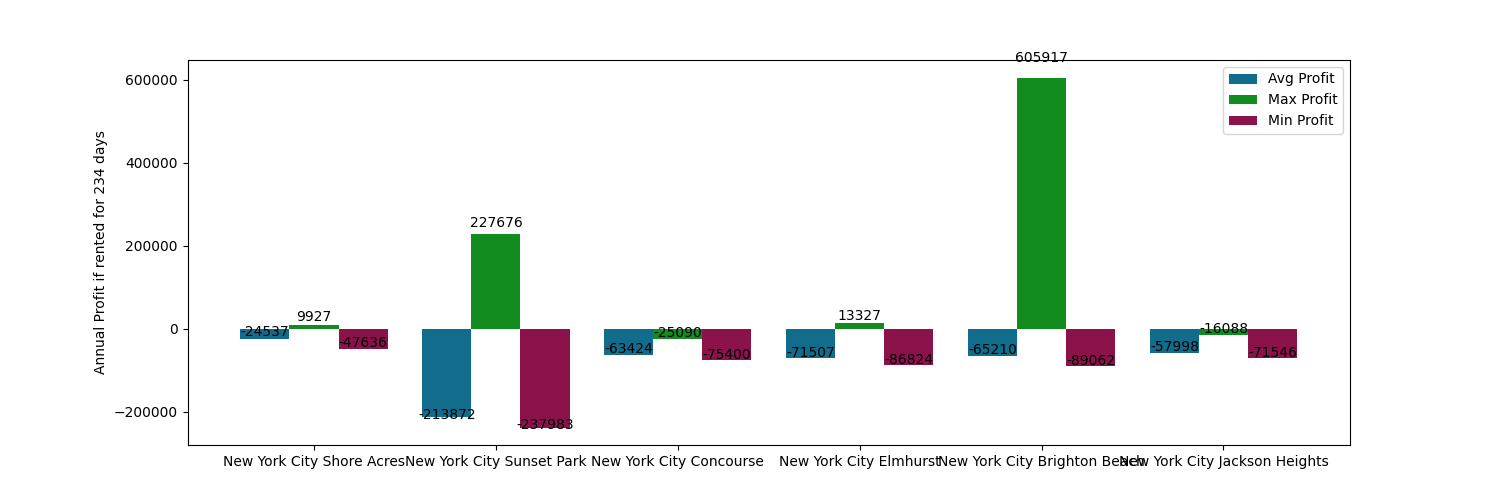 605917
600000
400000
200000
0
−200000
Annual Profit if rented for 234 days
Avg Profit
Max Profit
Min Profit
-24537
9927
-47636
-213872
227676
-237983
-63424
-25090
-75400
-71507
13327
-86824
-65210
-89062
-57998
-16088
-71546
New York City Shore Acres
New York City Sunset Park
New York City Concourse
New York City Elmhurst
New York City Brighton Beach
New York City Jackson Heights